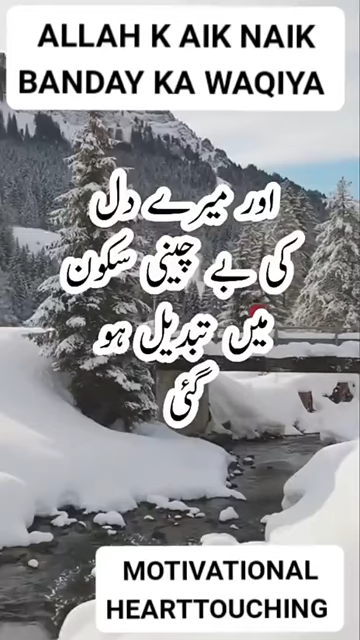 ALLAH K AIK NAIK
BANDAY KA WAQIYA
اور میرے دل
کی بے چینی سکون
میں تبدیل ہو
گئی
MOTIVATIONAL
HEARTTOUCHING